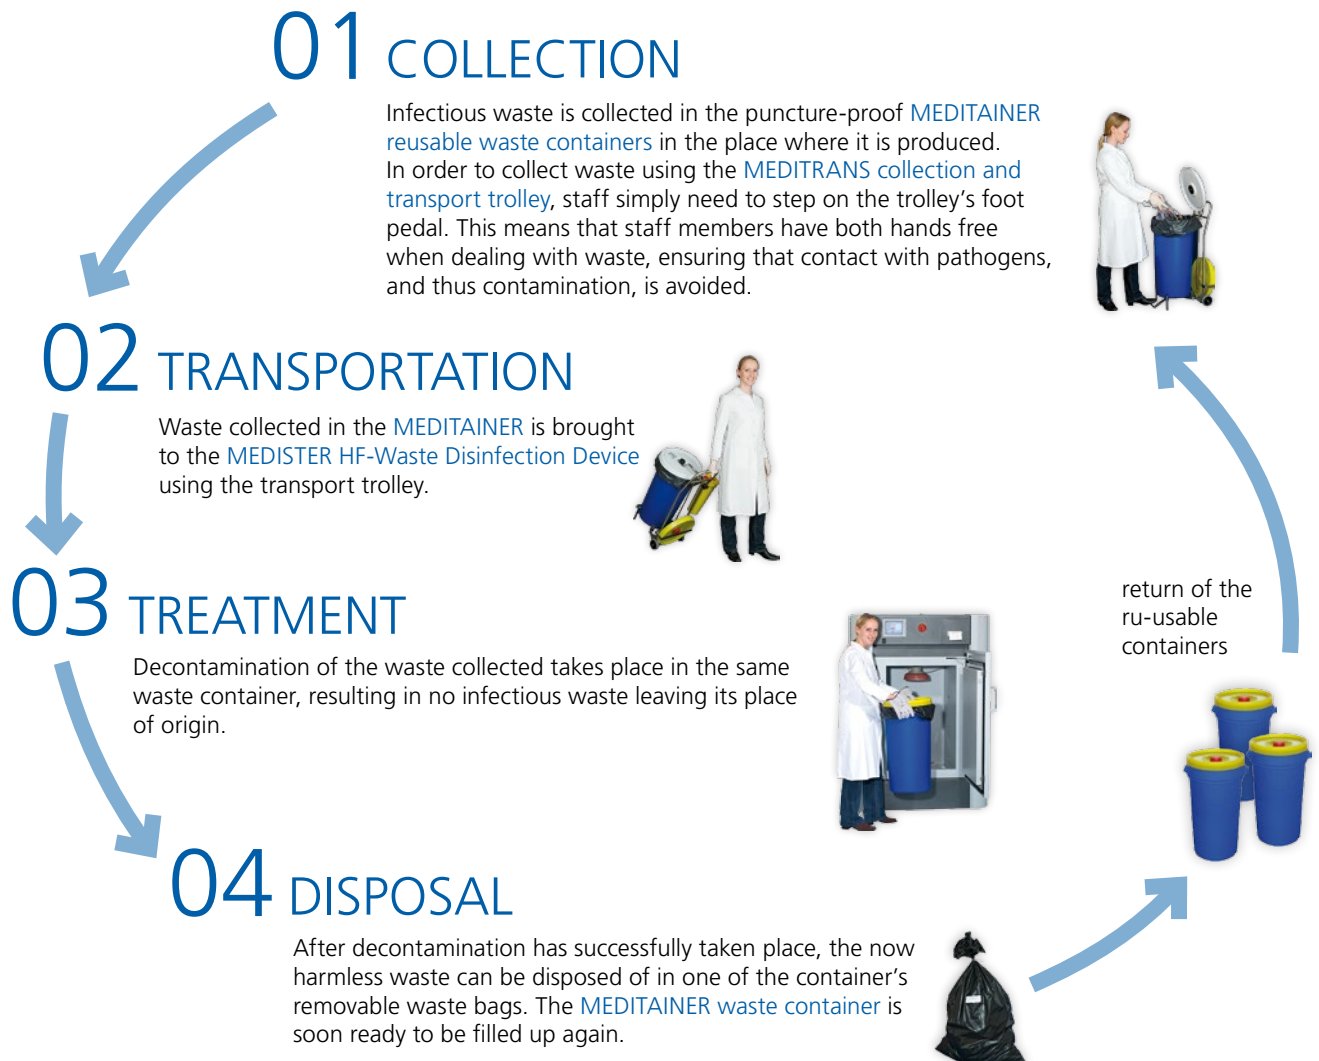 01 COLLECTION
Infectious waste is collected in the puncture-proof MEDITAINER
reusable waste containers in the place where it is produced.
In order to collect waste using the MEDITRANS collection and
transport trolley, staff simply need to step on the trolley’s foot
pedal. This means that staff members have both hands free
when dealing with waste, ensuring that contact with pathogens,
and thus contamination, is avoided.
02 TRANSPORTATION
Waste collected in the MEDITAINER is brought
to the MEDISTER HF-Waste Disinfection Device
using the transport trolley.
03 TREATMENT
Decontamination of the waste collected takes place in the same
waste container, resulting in no infectious waste leaving its place
of origin.
return of the
ru-usable
containers
04 DISPOSAL
After decontamination has successfully taken place, the now
harmless waste can be disposed of in one of the container’s
removable waste bags. The MEDITAINER waste container is
soon ready to be filled up again.